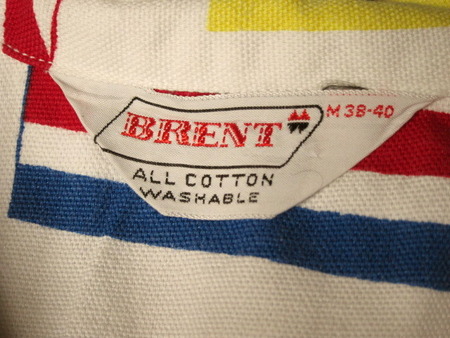 BRENT
M 38-40
ALL COTTON
WASHABLE